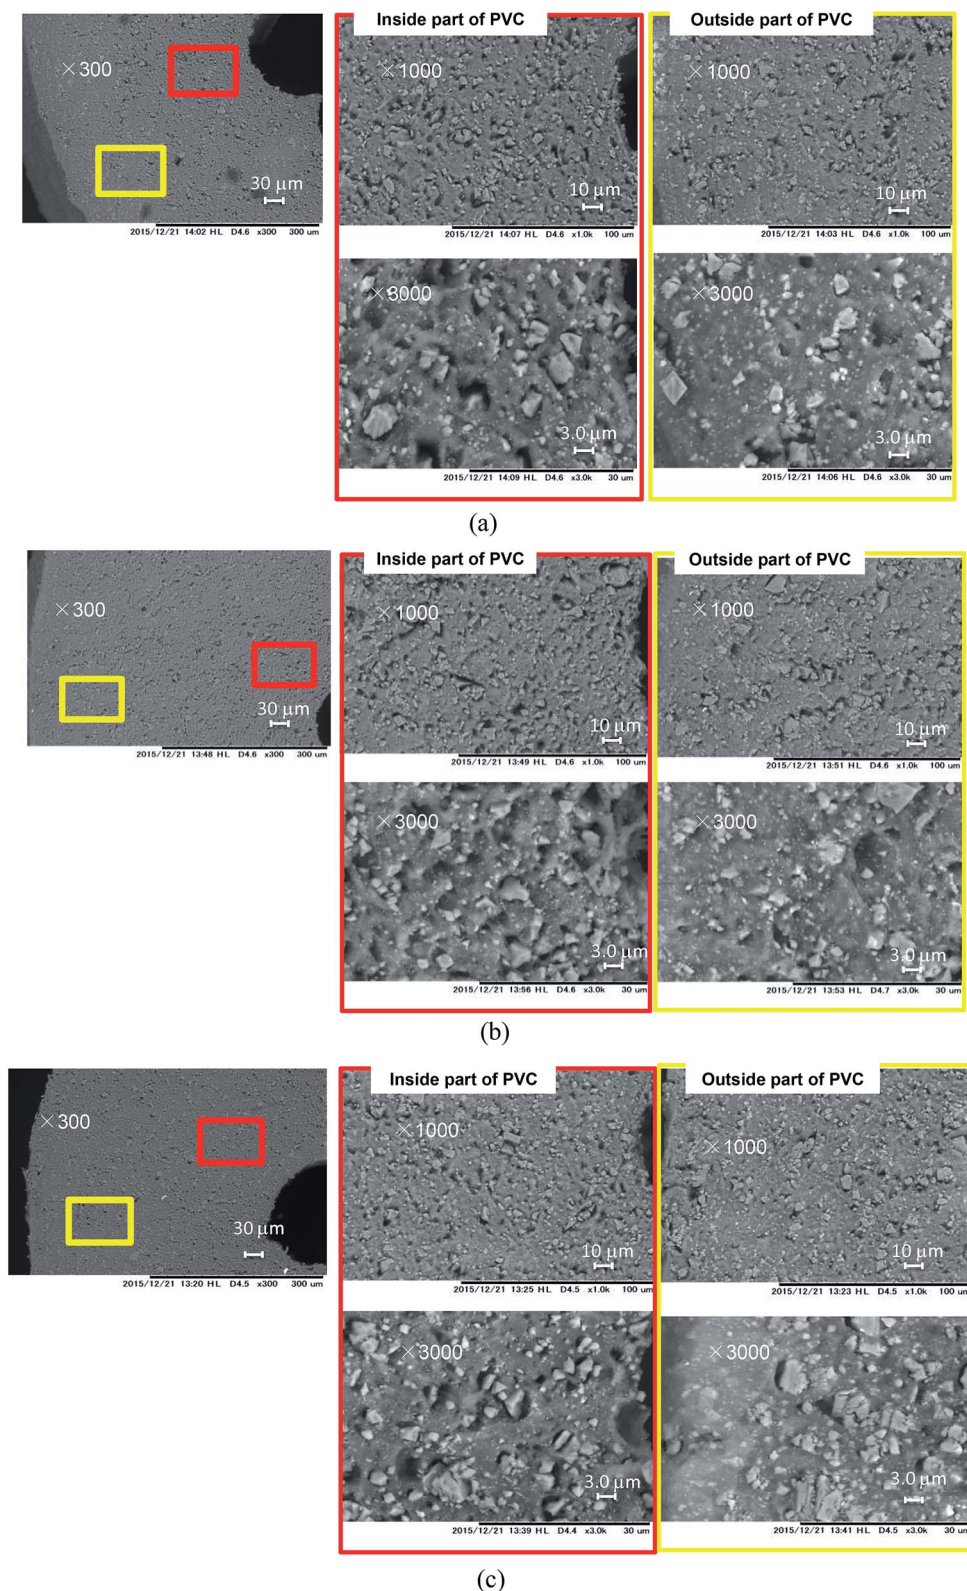 Inside part of PVC
Outside part of PVC
×300
×1000
×1000
30 μm
10 μm
10 μm
2015/12/21 14:02 HL D4.6 x300 300 um
2015/12/21 14:07 HL D4.6 x1.0k 100 um
2015/12/21 14:03 HL D4.6 x1.0k 100 um
×3000
×3000
3.0 μm
3.0 μm
2015/12/21 14:09 HL D4.6 x3.0k 30 um
2015/12/21 14:06 HL D4.6 x3.0k 30 um
(a)
Inside part of PVC
Outside part of PVC
×300
×1000
×1000
30 μm
10 μm
10 μm
2015/12/21 13:48 HL D4.6 x300 300 um
2015/12/21 13:49 HL D4.6 x1.0k 100 um
2015/12/21 13:51 HL D4.6 x1.0k 100 um
×3000
×3000
3.0 μm
3.0 μm
2015/12/21 13:56 HL D4.6 x3.0k 30 um
2015/12/21 13:53 HL D4.7 x3.0k 30 um
(b)
Inside part of PVC
Outside part of PVC
×300
×1000
×1000
30 μm
10 μm
10 μm
2015/12/21 13:20 HL D4.5 x300 300 um
2015/12/21 13:25 HL D4.5 x1.0k 100 um
2015/12/21 13:23 HL D4.5 x1.0k 100 um
×3000
×3000
3.0 μm
3.0 μm
2015/12/21 13:39 HL D4.4 x3.0k 30 um
2015/12/21 13:41 HL D4.5 x3.0k 30 um
(c)